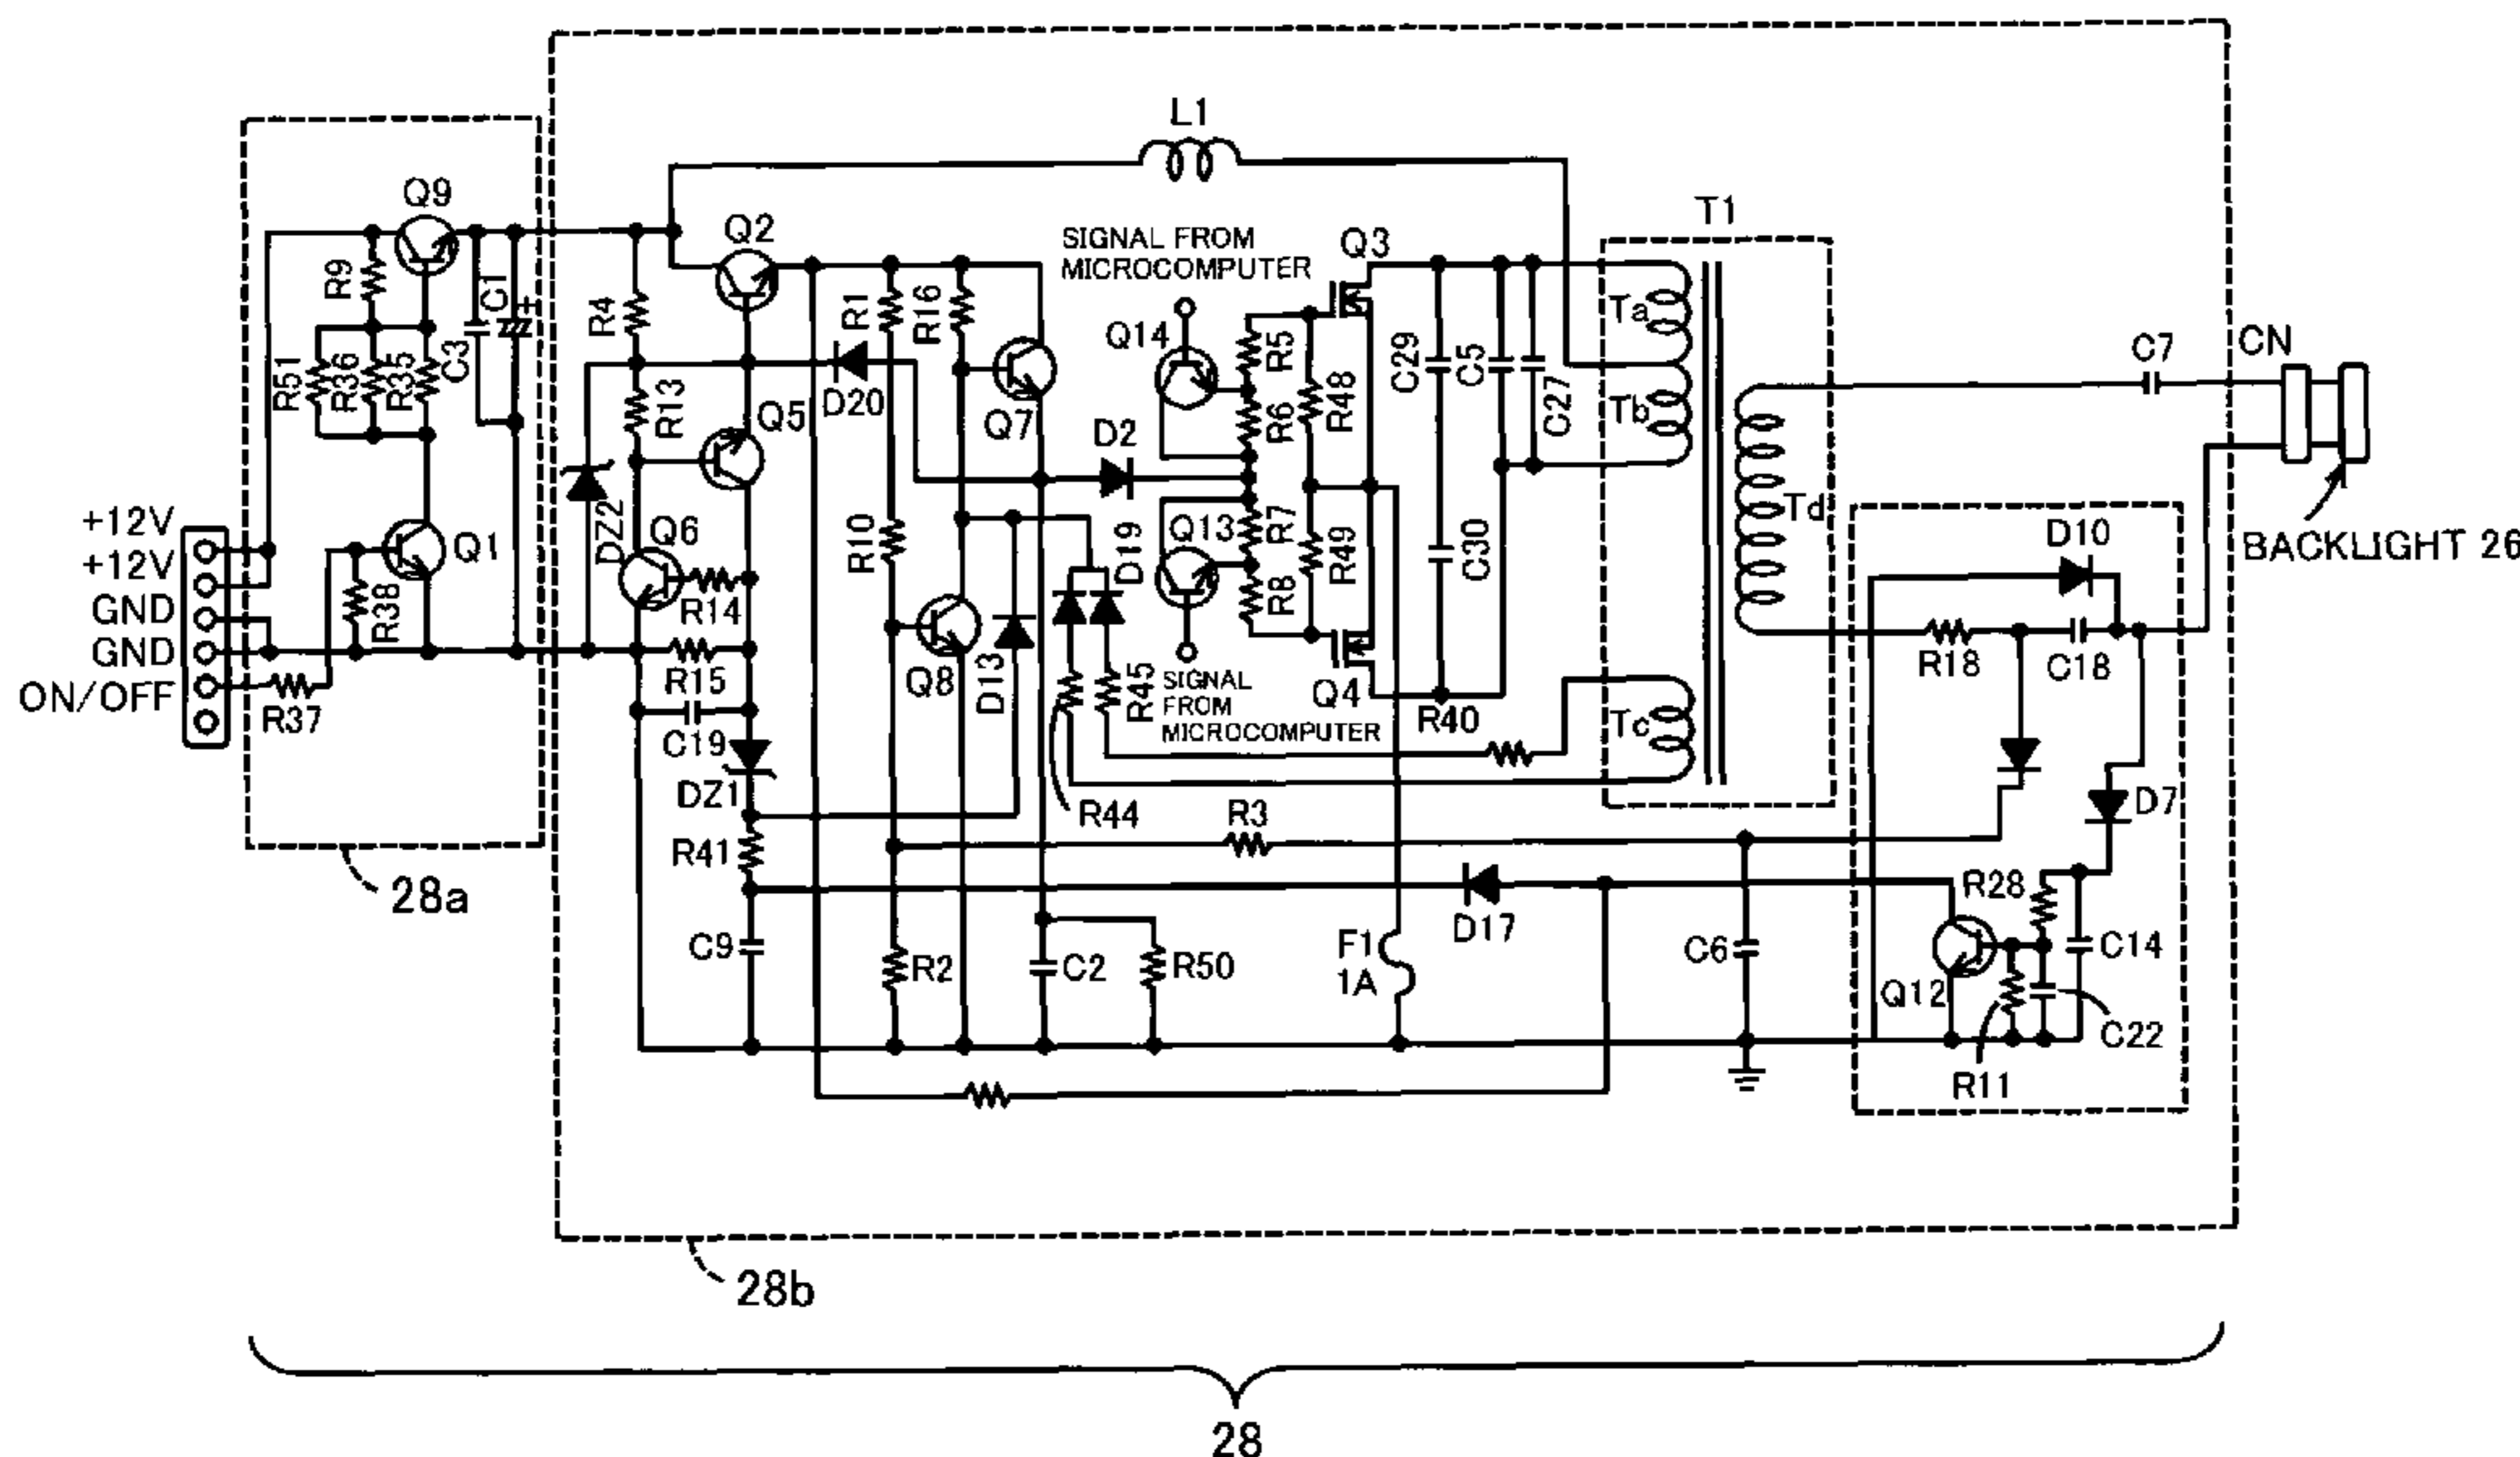 L1
Q9
T1
Q2
SIGNAL FROM
MICROCOMPUTER
Q3
R9
C1
+
R4
R1
R16
Q14
R5
Ta
C7
CN
R51
R36
R35
C3
R13
Q5
D20
Q7
R6
R48
C29
C5
C27
Tb
D2
+12V
+12V
GND
GND
ON/OFF
Q1
R38
R37
DZ2
Q6
R14
R15
R10
Q8
D13
D19
Q13
R7
R8
R49
C30
Td
D10
BACKLIGHT 26
R18
C18
R45
SIGNAL
FROM
MICROCOMPUTER
Q4
R40
Tc
C19
DZ1
R44
R3
D7
R41
28a
C9
R2
C2
R50
F1
1A
D17
C6
R28
C14
Q12
C22
R11
28b
28